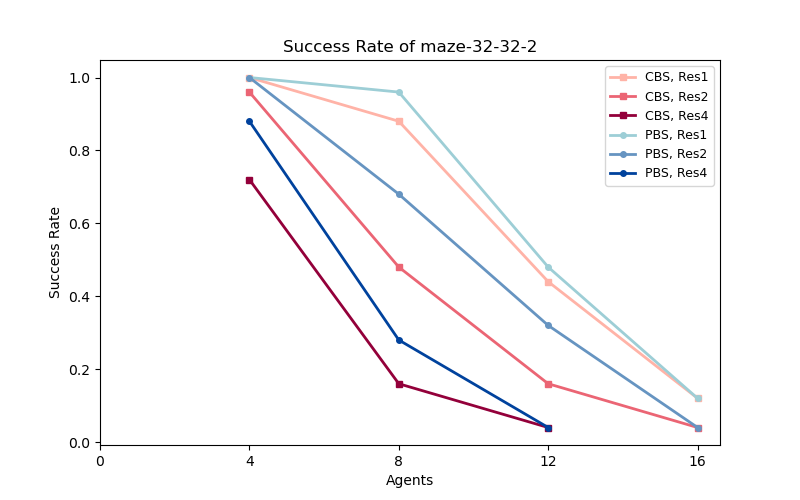 Success Rate of maze-32-32-2
CBS, Res1
CBS, Res2
CBS, Res4
PBS, Res1
PBS, Res2
PBS, Res4
Success Rate
1.0
0.8
0.6
0.4
0.2
0.0
0 4 8 12 16
Agents